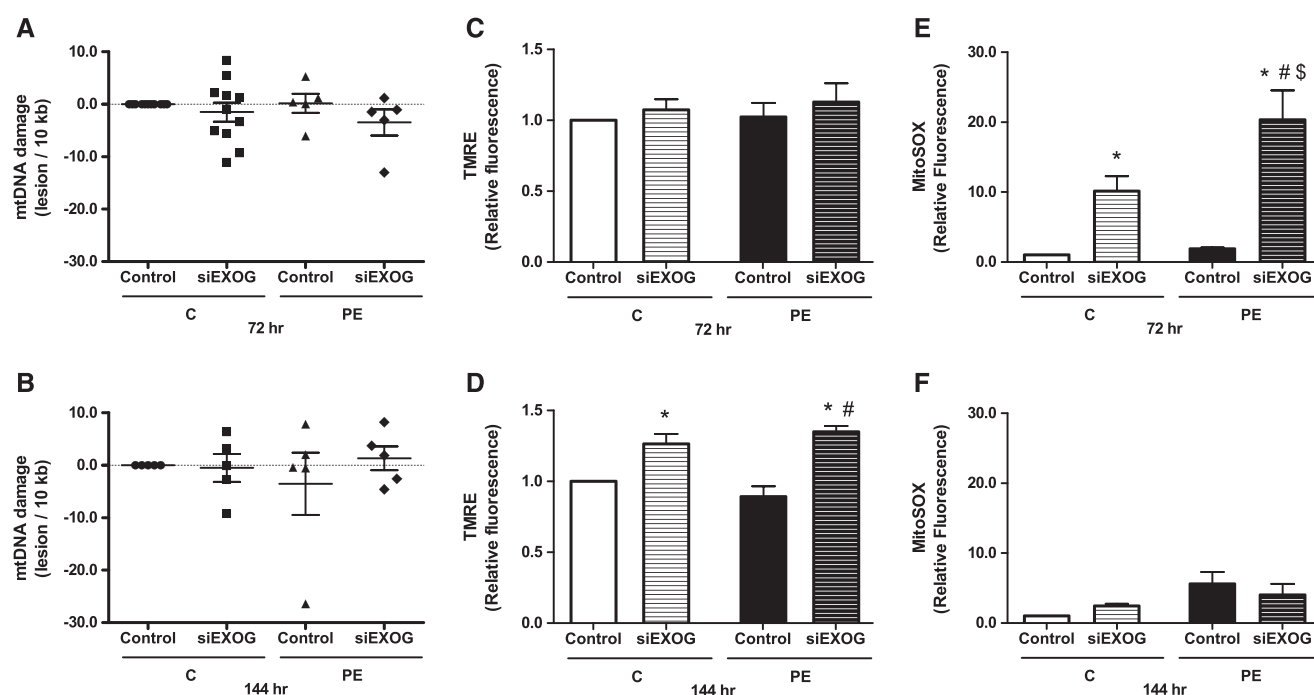 A
mtDNA damage
(lesion / 10 kb)
10.0
0.0
-10.0
-20.0
-30.0
Control siEXOG Control siEXOG
C PE
72 hr
C
TMRE
(Relative fluorescence)
1.5
1.0
0.5
0.0
Control siEXOG Control siEXOG
C PE
72 hr
E
MitoSOX
(Relative Fluorescence)
30.0
20.0
10.0
0.0
*
* # $
Control siEXOG Control siEXOG
C PE
72 hr
B
mtDNA damage
(lesion / 10 kb)
10.0
0.0
-10.0
-20.0
-30.0
Control siEXOG Control siEXOG
C PE
144 hr
D
TMRE
(Relative fluorescence)
1.5
1.0
0.5
0.0
*
* #
Control siEXOG Control siEXOG
C PE
144 hr
F
MitoSOX
(Relative Fluorescence)
30.0
20.0
10.0
0.0
Control siEXOG Control siEXOG
C PE
144 hr